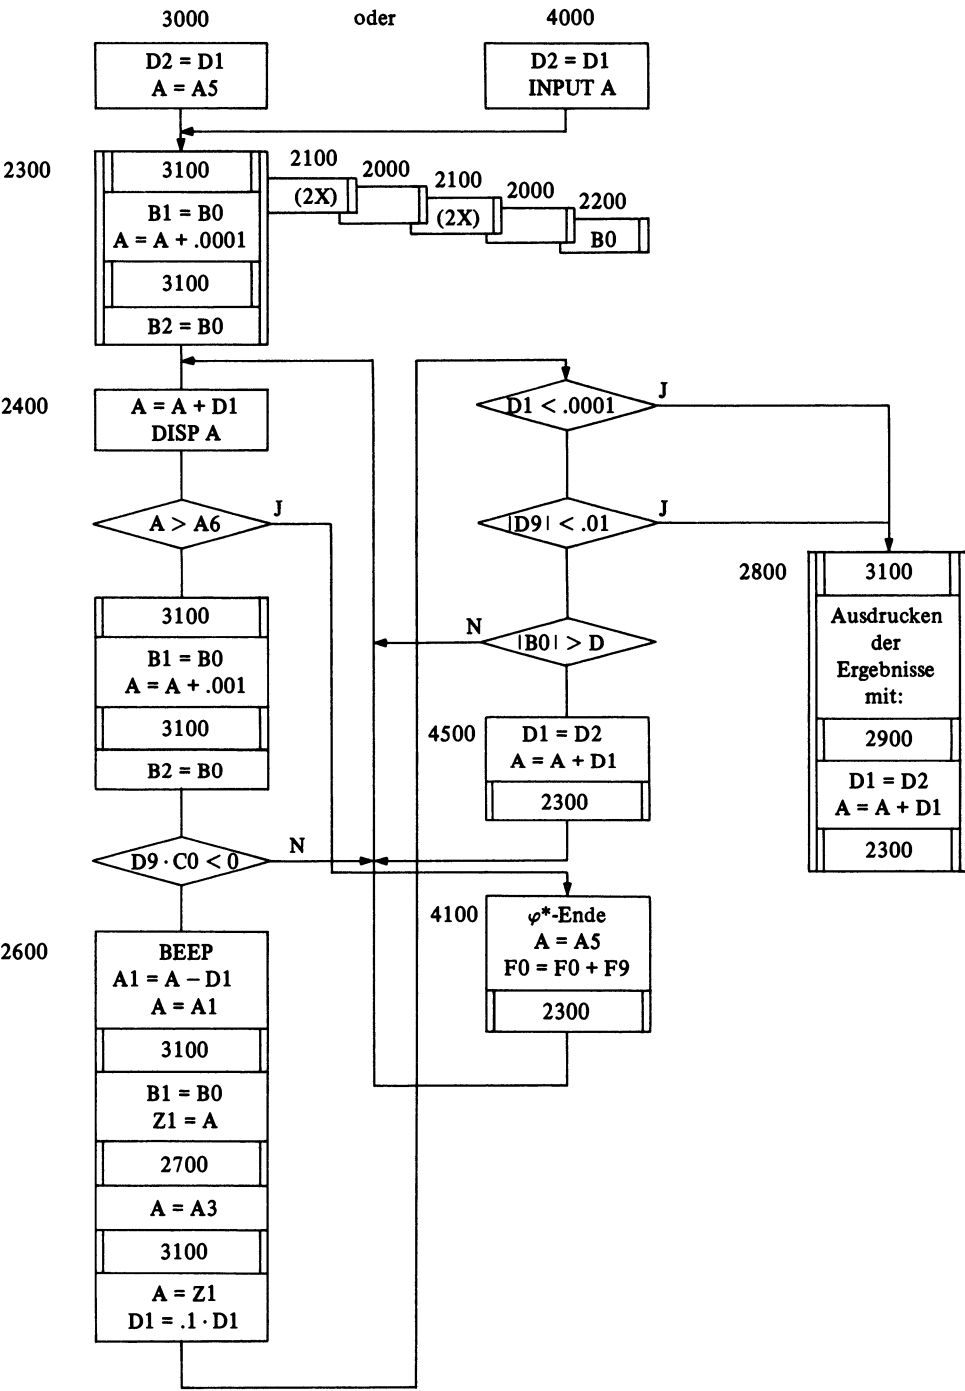 3000
oder
4000
D2 = D1
A = A5
D2 = D1
INPUT A
2300
3100
B1 = B0
A = A + .0001
3100
B2 = B0
2100
(2X)
2000
2100
(2X)
2000
2200
B0
2400
A = A + D1
DISP A
A > A6
J
3100
B1 = B0
A = A + .001
3100
B2 = B0
D9 · C0 < 0
N
2600
BEEP
A1 = A − D1
A = A1
3100
B1 = B0
Z1 = A
2700
A = A3
3100
A = Z1
D1 = .1 · D1
D1 < .0001
J
|D9| < .01
J
|B0| > D
N
4500
D1 = D2
A = A + D1
2300
4100
φ*-Ende
A = A5
F0 = F0 + F9
2300
2800
3100
Ausdrucken
der
Ergebnisse
mit:
2900
D1 = D2
A = A + D1
2300